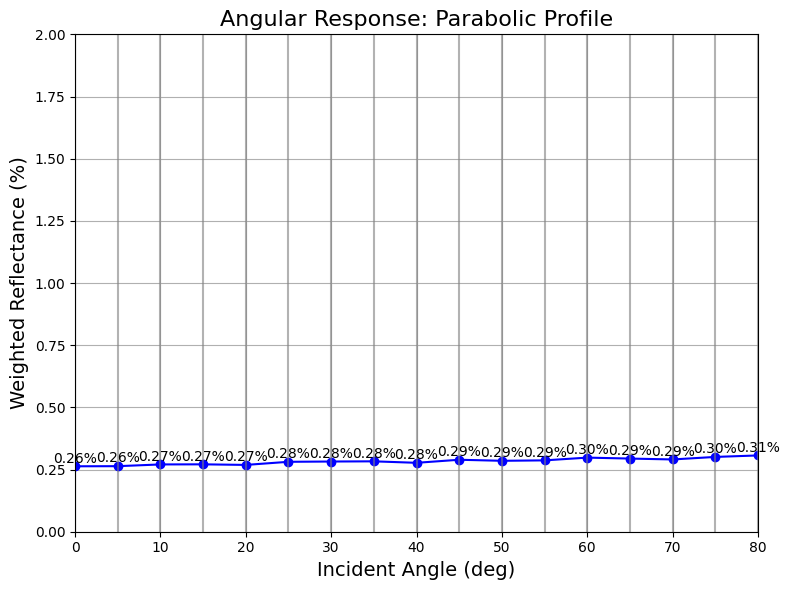 Angular Response: Parabolic Profile
Weighted Reflectance (%)
2.00
1.75
1.50
1.25
1.00
0.75
0.50
0.25
0.00
0.26% 0.26% 0.27% 0.27% 0.27% 0.28% 0.28% 0.28% 0.28% 0.29% 0.29% 0.29% 0.30% 0.29% 0.29% 0.30% 0.31%
0 10 20 30 40 50 60 70 80
Incident Angle (deg)